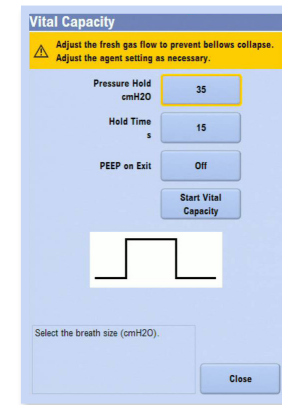 Vital Capacity
Adjust the fresh gas flow to prevent bellows collapse.
Adjust the agent setting as necessary.
Pressure Hold
cmH2O
35
Hold Time
s
15
PEEP on Exit
Off
Start Vital
Capacity
Select the breath size (cmH2O).
Close